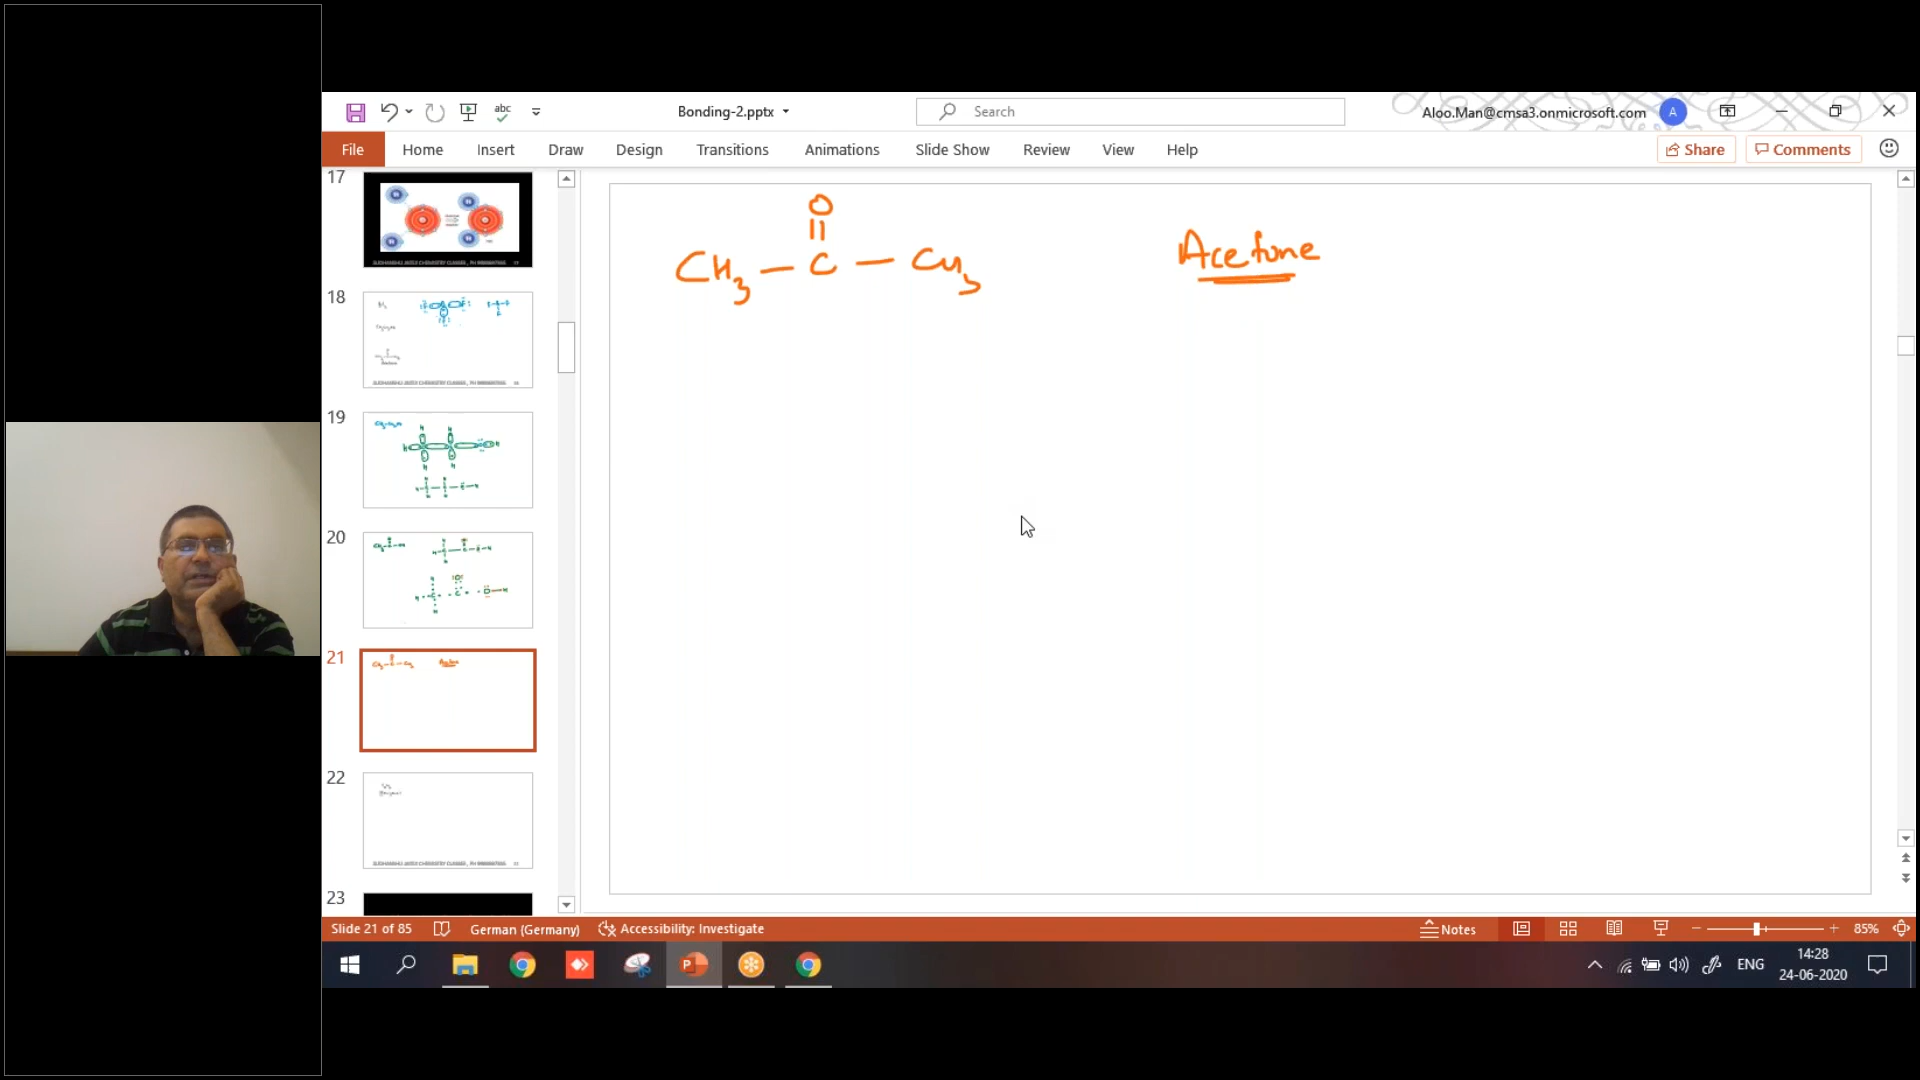 Bonding-2.pptx
Search
Aloo.Man@cmsa3.onmicrosoft.com
A
abc
File
Home
Insert
Draw
Design
Transitions
Animations
Slide Show
Review
View
Help
Share
Comments
17
18
19
20
21
22
23
O
CH3 — C — CH3
Acetone
Slide 21 of 85
German (Germany)
Accessibility: Investigate
Notes
85%
ENG
14:28
24-06-2020